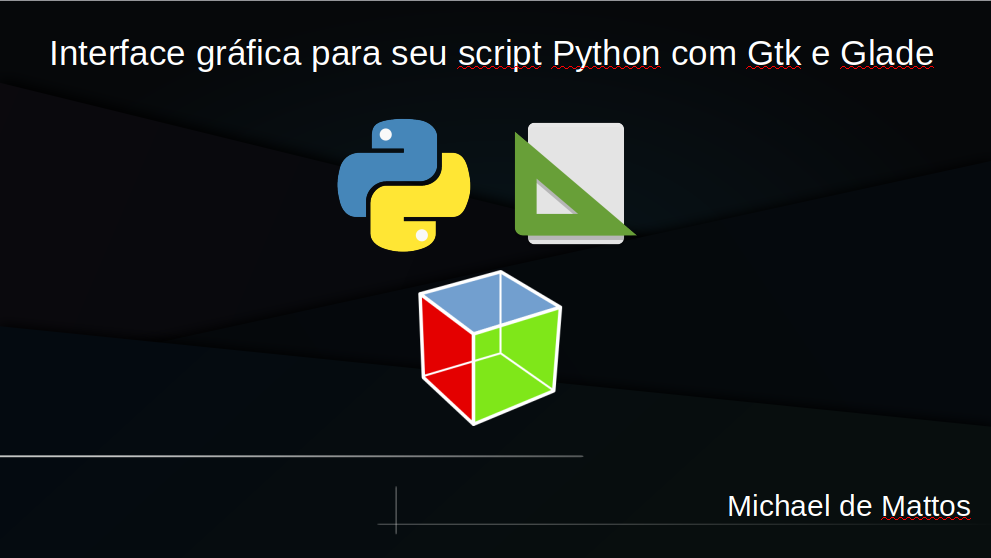 Interface gráfica para seu script Python com Gtk e Glade
Michael de Mattos